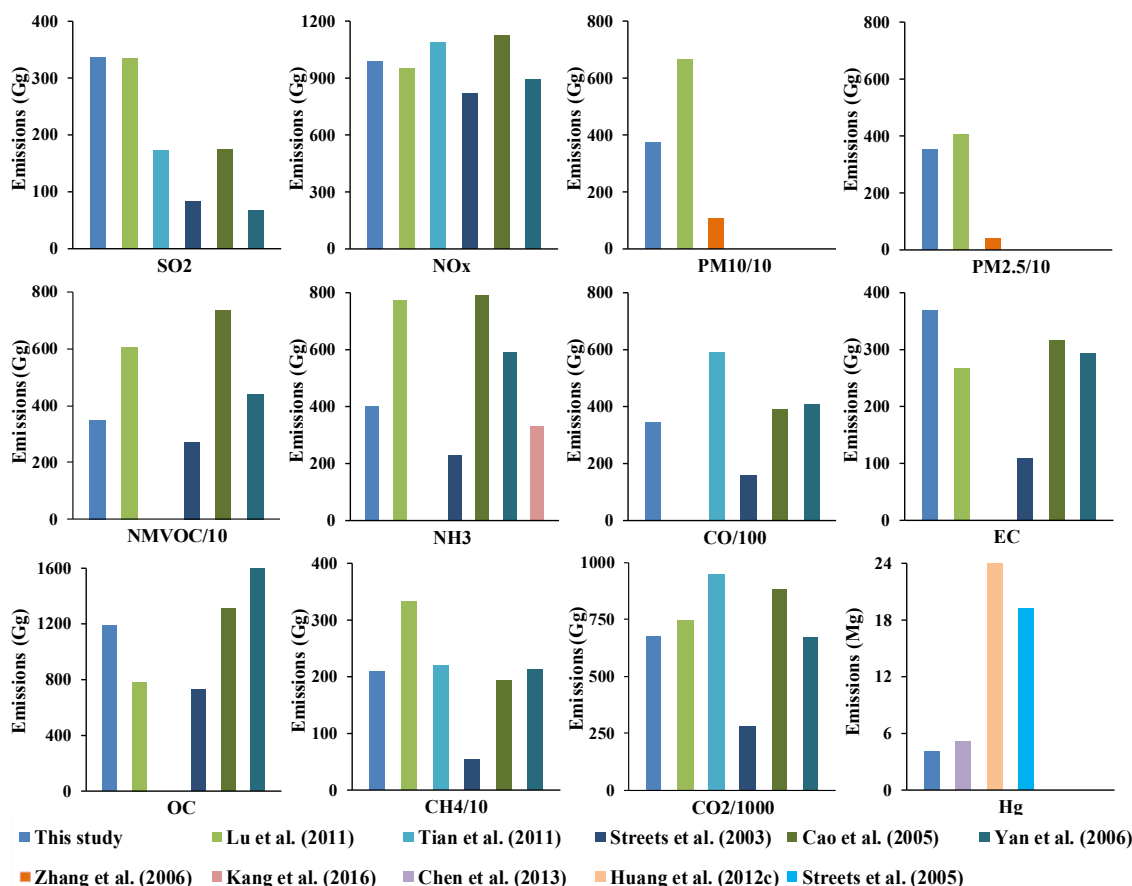 400
300
200
100
0
Emissions (Gg)
SO2
1200
900
600
300
0
Emissions (Gg)
NOx
800
600
400
200
0
Emissions (Gg)
PM10/10
800
600
400
200
0
Emissions (Gg)
PM2.5/10
800
600
400
200
0
Emissions (Gg)
NMVOC/10
800
600
400
200
0
Emissions (Gg)
NH3
800
600
400
200
0
Emissions (Gg)
CO/100
400
300
200
100
0
Emissions (Gg)
EC
1600
1200
800
400
0
Emissions (Gg)
OC
400
300
200
100
0
Emissions (Gg)
CH4/10
1000
750
500
250
0
Emissions (Gg)
CO2/1000
24
18
12
6
0
Emissions (Mg)
Hg
This study Lu et al. (2011) Tian et al. (2011) Streets et al. (2003) Cao et al. (2005) Yan et al. (2006)
Zhang et al. (2006) Kang et al. (2016) Chen et al. (2013) Huang et al. (2012c) Streets et al. (2005)